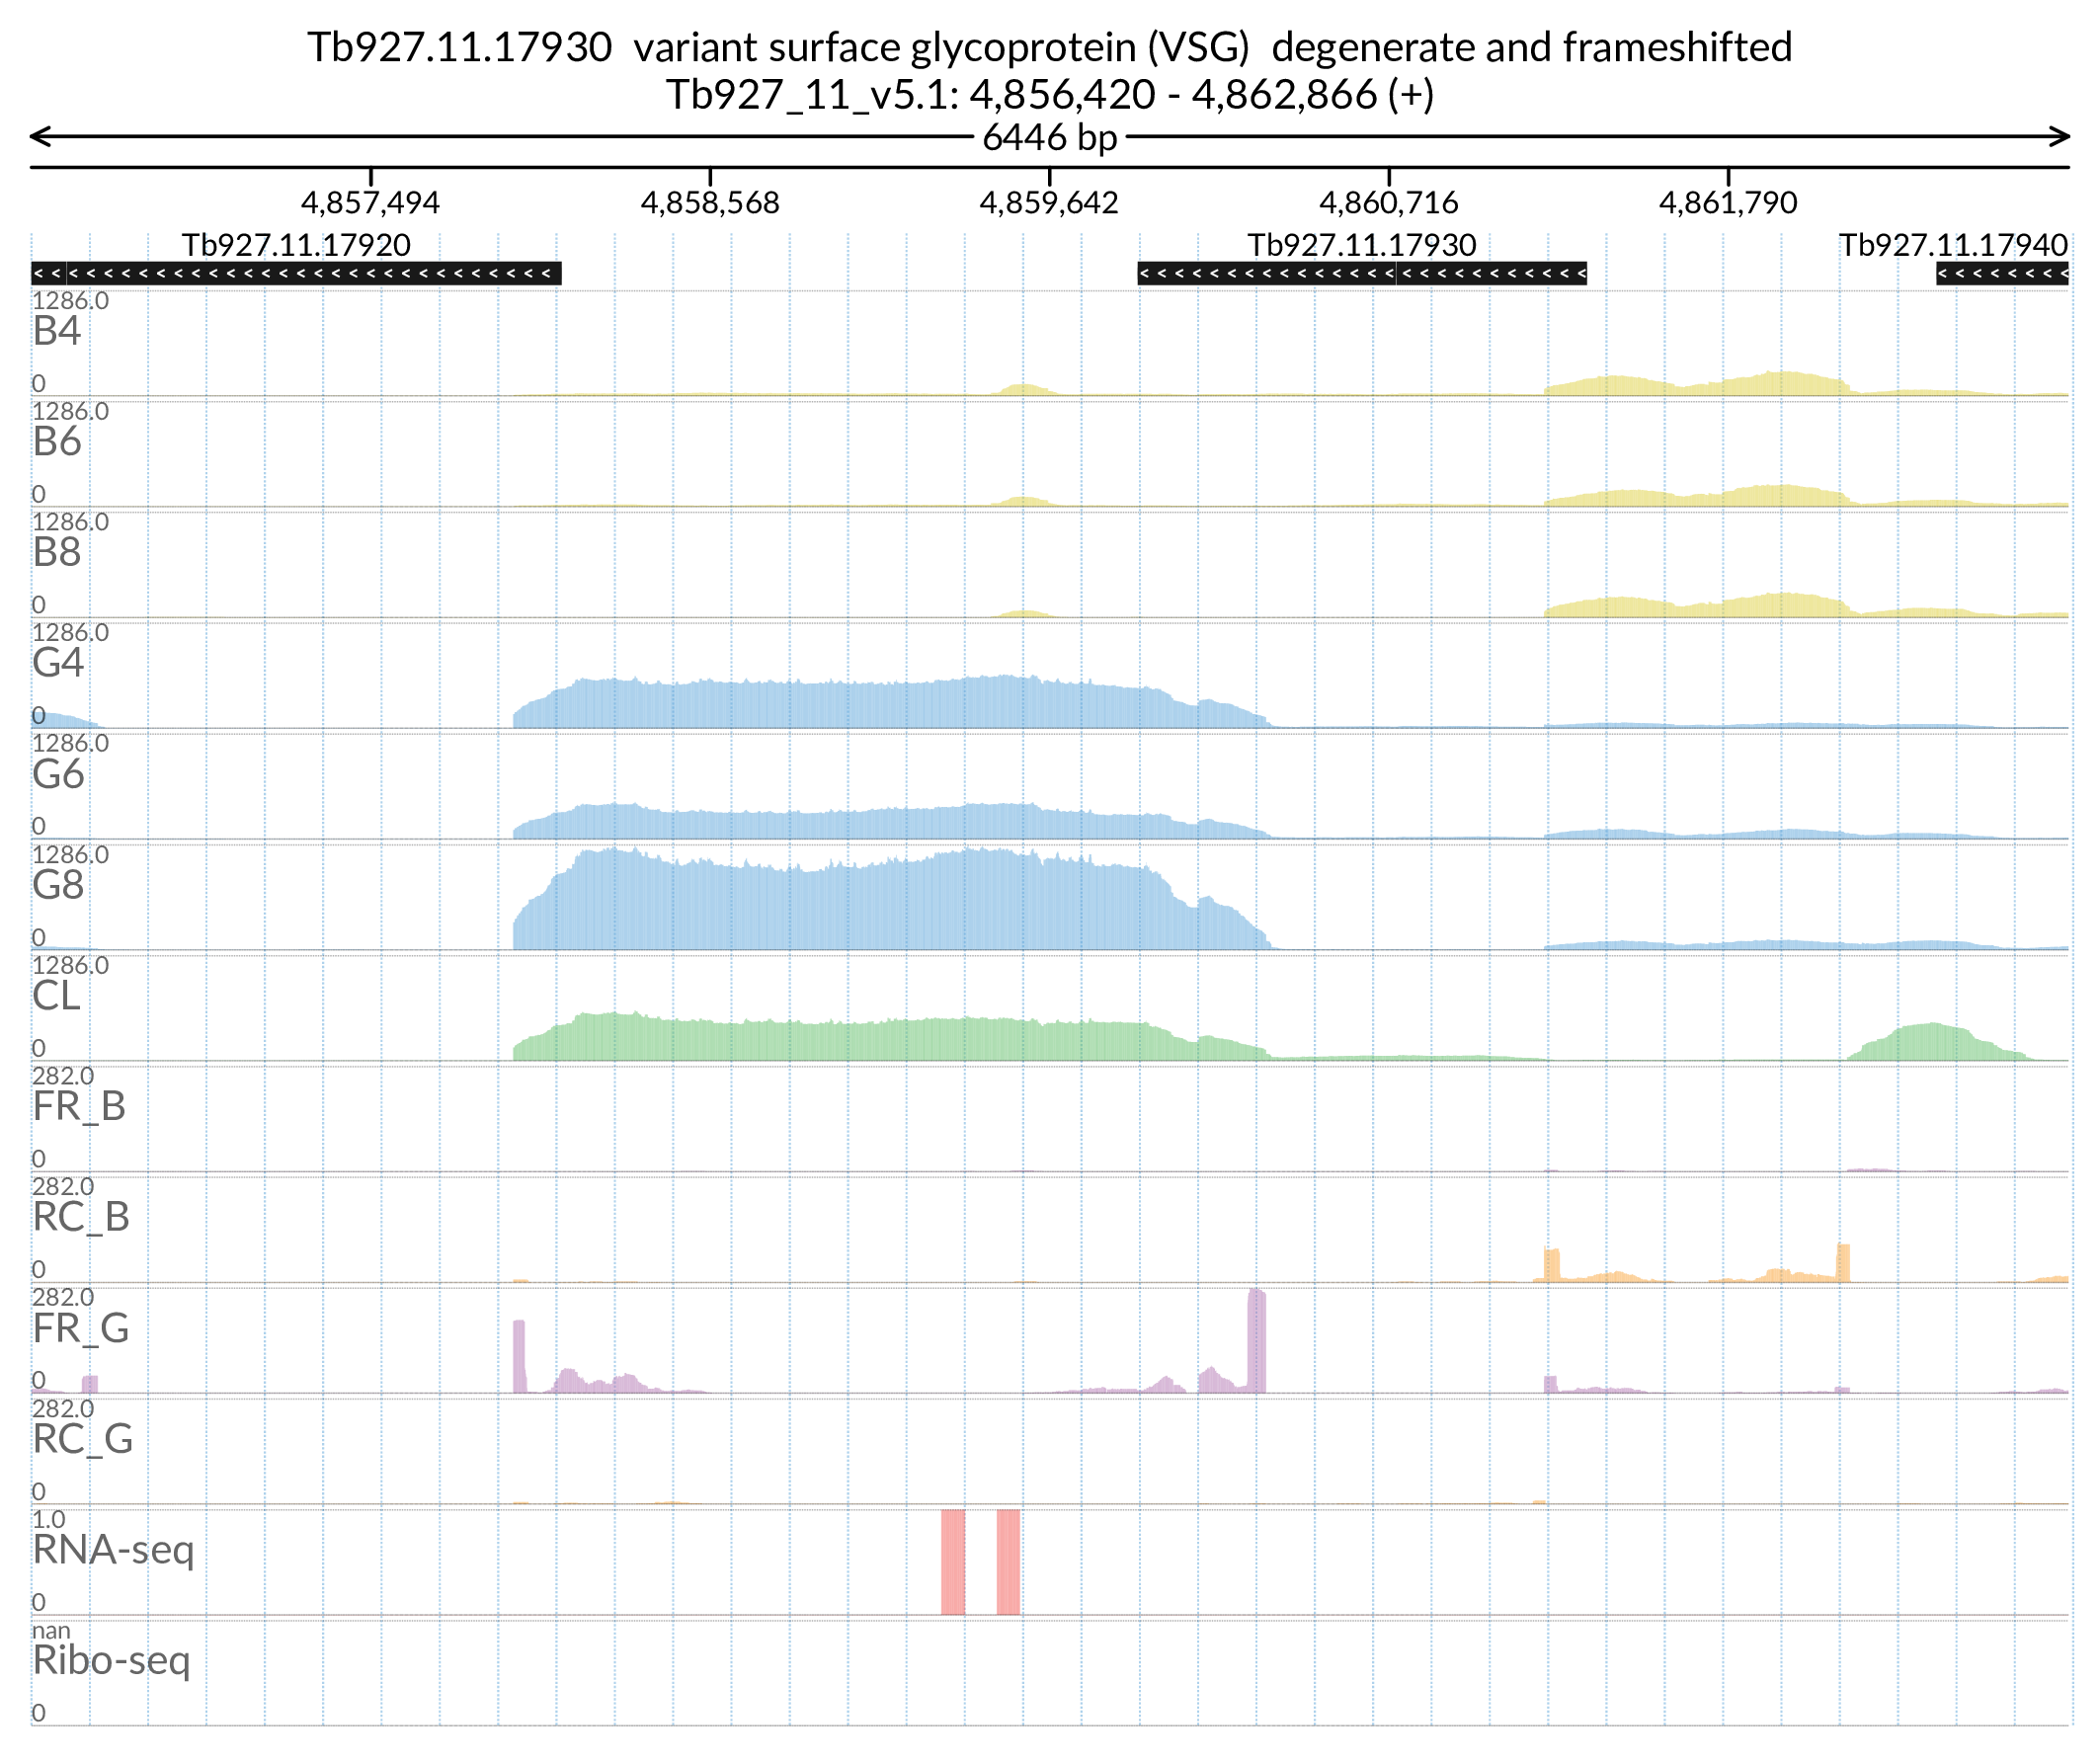 Tb927.11.17930  variant surface glycoprotein (VSG)  degenerate and frameshifted
Tb927_11_v5.1: 4,856,420 - 4,862,866 (+)
6446 bp
4,857,494 4,858,568 4,859,642 4,860,716 4,861,790
Tb927.11.17920 Tb927.11.17930 Tb927.11.17940
1286.0
B4
0
1286.0
B6
0
1286.0
B8
0
1286.0
G4
0
1286.0
G6
0
1286.0
G8
0
1286.0
CL
0
282.0
FR_B
0
282.0
RC_B
0
282.0
FR_G
0
282.0
RC_G
0
1.0
RNA-seq
0
nan
Ribo-seq
0